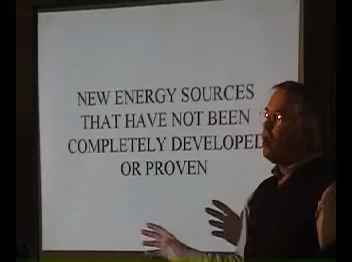 NEW ENERGY SOURCES
THAT HAVE NOT BEEN
COMPLETELY DEVELOPED
OR PROVEN